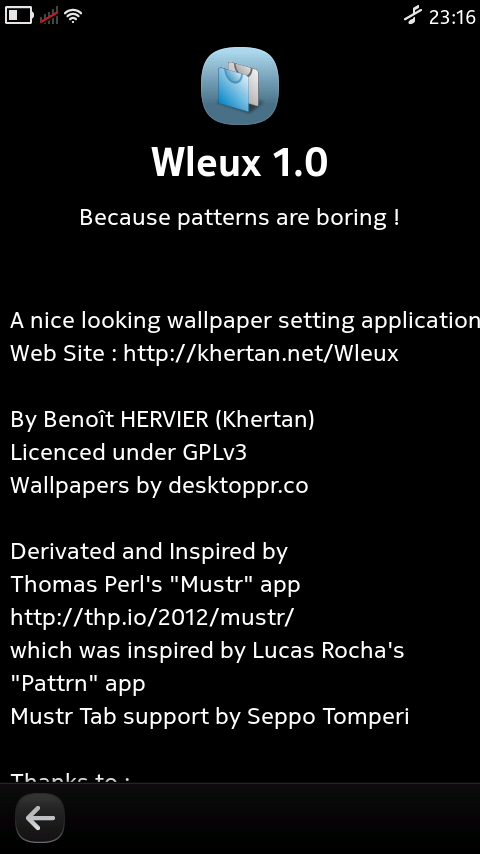 23:16
Wleux 1.0
Because patterns are boring !
A nice looking wallpaper setting application
Web Site : http://khertan.net/Wleux
By Benoît HERVIER (Khertan)
Licenced under GPLv3
Wallpapers by desktoppr.co
Derivated and Inspired by
Thomas Perl's "Mustr" app
http://thp.io/2012/mustr/
which was inspired by Lucas Rocha's
"Pattrn" app
Mustr Tab support by Seppo Tomperi
Thanks to :